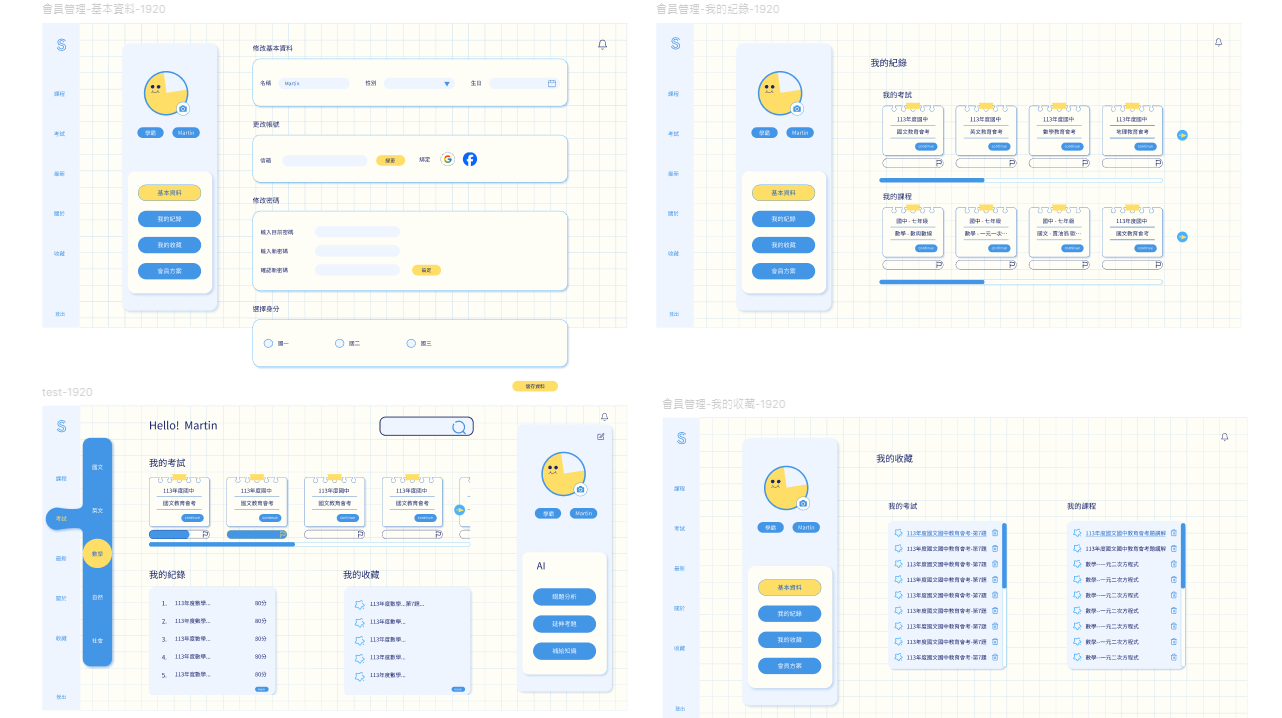 會員管理-基本資料-1920
S
課程
考試
最新
關於
收藏
登出
學霸
Martin
基本資料
我的紀錄
我的收藏
會員方案
修改基本資料
名稱
Martin
性別
生日
更改帳號
信箱
綁定
修改密碼
輸入目前密碼
輸入新密碼
確認新密碼
選擇身分
國一
國二
國三
儲存資料
會員管理-我的紀錄-1920
S
課程
考試
最新
關於
收藏
登出
學霸
Martin
基本資料
我的紀錄
我的收藏
會員方案
我的紀錄
我的考試
113年度國中
國文教育會考
continue
113年度國中
英文教育會考
continue
113年度國中
數學教育會考
continue
113年度國中
地理教育會考
continue
我的課程
國中 - 七年級
數學 - 數與數線
continue
國中 - 七年級
數學 - 一元一次…
continue
國中 - 七年級
continue
113年度國中
國文教育會考
continue
test-1920
S
課程
考試
最新
關於
收藏
登出
國文
英文
數學
自然
社會
Hello! Martin
我的考試
113年度國中
國文教育會考
continue
113年度國中
國文教育會考
continue
113年度國中
國文教育會考
continue
113年度國中
國文教育會考
continue
我的紀錄
1. 113年度數學... 80分
2. 113年度數學... 80分
3. 113年度數學... 80分
4. 113年度數學... 80分
5. 113年度數學... 80分
我的收藏
113年度數學...第7題...
113年度數學...
113年度數學...
113年度數學...
113年度數學...
學霸
Martin
AI
錯題分析
延伸考題
補給知識
會員管理-我的收藏-1920
S
課程
考試
最新
關於
收藏
登出
學霸
Martin
基本資料
我的紀錄
我的收藏
會員方案
我的收藏
我的考試
113年度國文國中教育會考-第7題
113年度國文國中教育會考-第7題
113年度國文國中教育會考-第7題
113年度國文國中教育會考-第7題
113年度國文國中教育會考-第7題
113年度國文國中教育會考-第7題
113年度國文國中教育會考-第7題
113年度國文國中教育會考-第7題
113年度國文國中教育會考-第7題
我的課程
113年度國文國中教育會考題講解
113年度國文國中教育會考題講解
數學-一元二次方程式
數學-一元二次方程式
數學-一元二次方程式
數學-一元二次方程式
數學-一元二次方程式
數學-一元二次方程式
數學-一元二次方程式